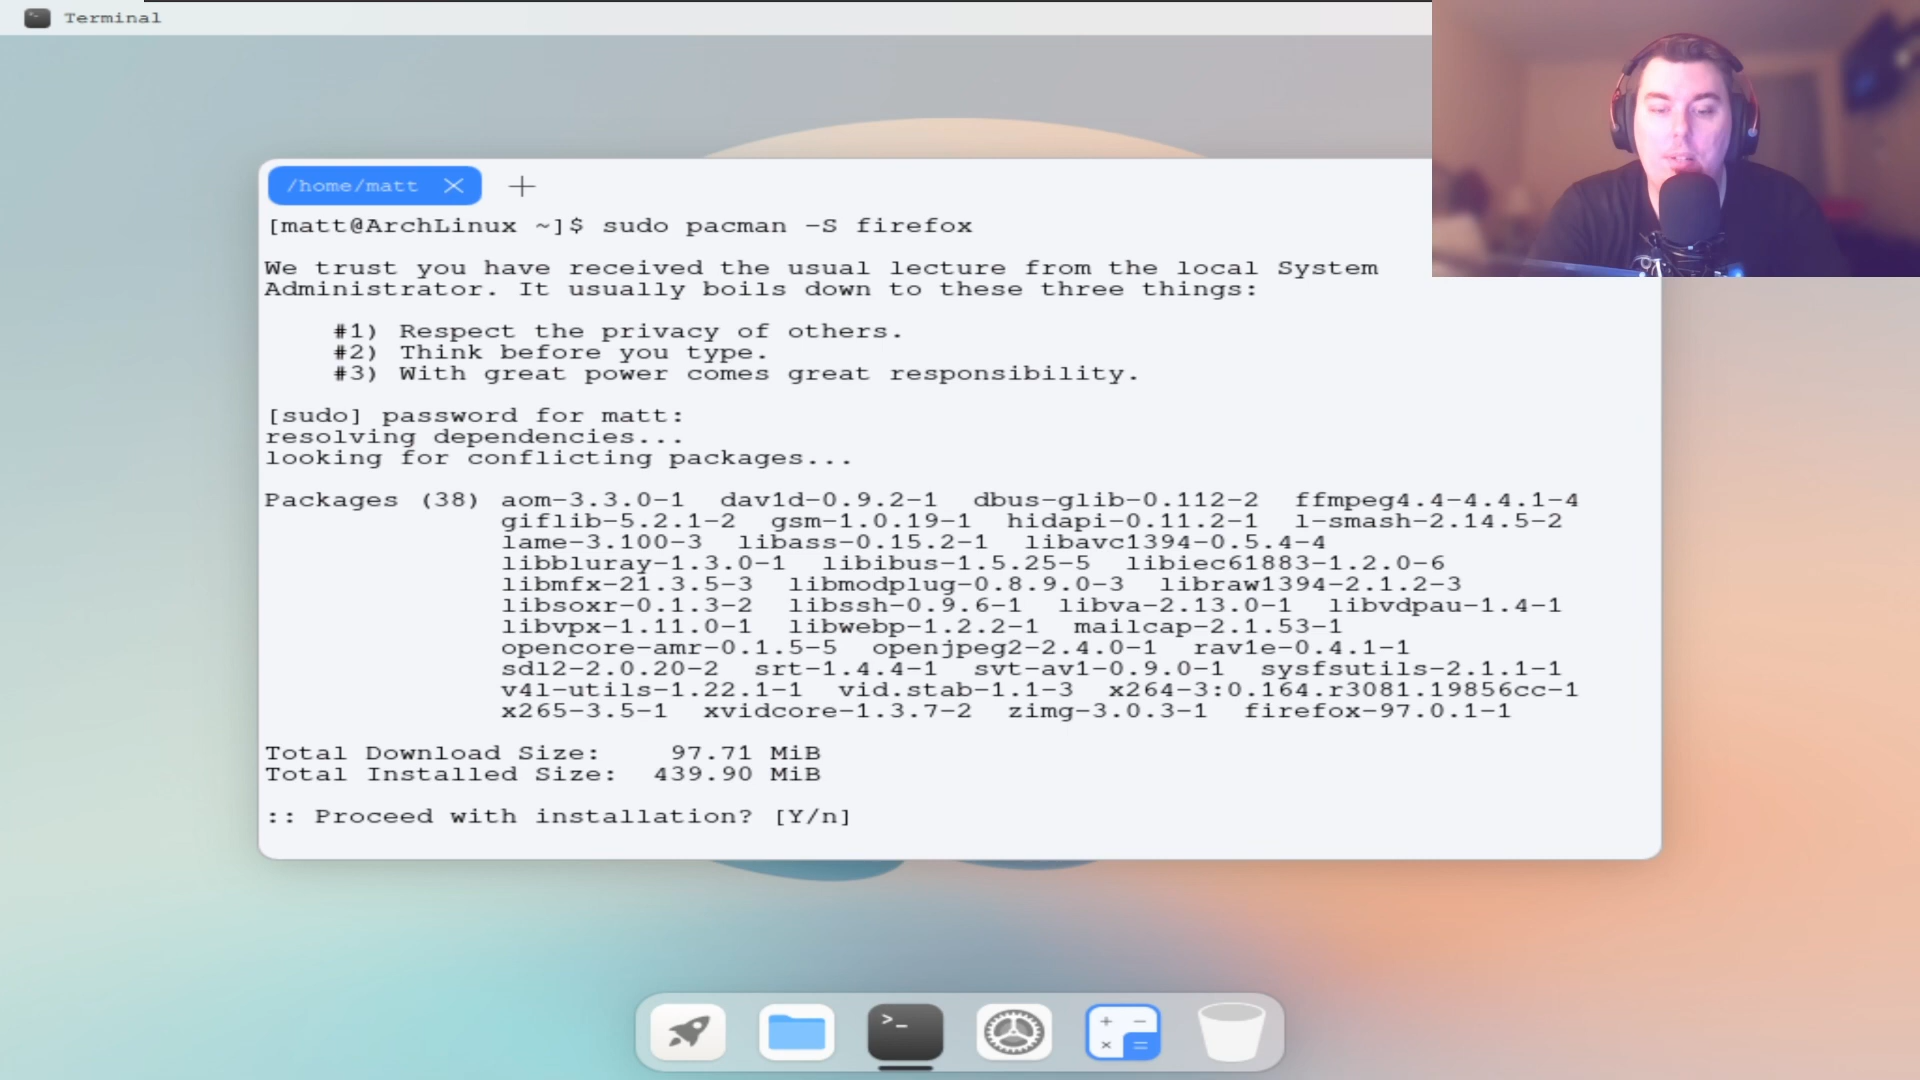 Terminal
/home/matt
[matt@ArchLinux ~]$ sudo pacman -S firefox
We trust you have received the usual lecture from the local System
Administrator. It usually boils down to these three things:
#1) Respect the privacy of others.
#2) Think before you type.
#3) With great power comes great responsibility.
[sudo] password for matt:
resolving dependencies...
looking for conflicting packages...
Packages (38) aom-3.3.0-1 dav1d-0.9.2-1 dbus-glib-0.112-2 ffmpeg4.4-4.4.1-4
giflib-5.2.1-2 gsm-1.0.19-1 hidapi-0.11.2-1 l-smash-2.14.5-2
lame-3.100-3 libass-0.15.2-1 libavc1394-0.5.4-4
libbluray-1.3.0-1 libibus-1.5.25-5 libiec61883-1.2.0-6
libmfx-21.3.5-3 libmodplug-0.8.9.0-3 libraw1394-2.1.2-3
libsoxr-0.1.3-2 libssh-0.9.6-1 libva-2.13.0-1 libvdpau-1.4-1
libvpx-1.11.0-1 libwebp-1.2.2-1 mailcap-2.1.53-1
opencore-amr-0.1.5-5 openjpeg2-2.4.0-1 rav1e-0.4.1-1
sdl2-2.0.20-2 srt-1.4.4-1 svt-av1-0.9.0-1 sysfsutils-2.1.1-1
v4l-utils-1.22.1-1 vid.stab-1.1-3 x264-3:0.164.r3081.19856cc-1
x265-3.5-1 xvidcore-1.3.7-2 zimg-3.0.3-1 firefox-97.0.1-1
Total Download Size: 97.71 MiB
Total Installed Size: 439.90 MiB
:: Proceed with installation? [Y/n]